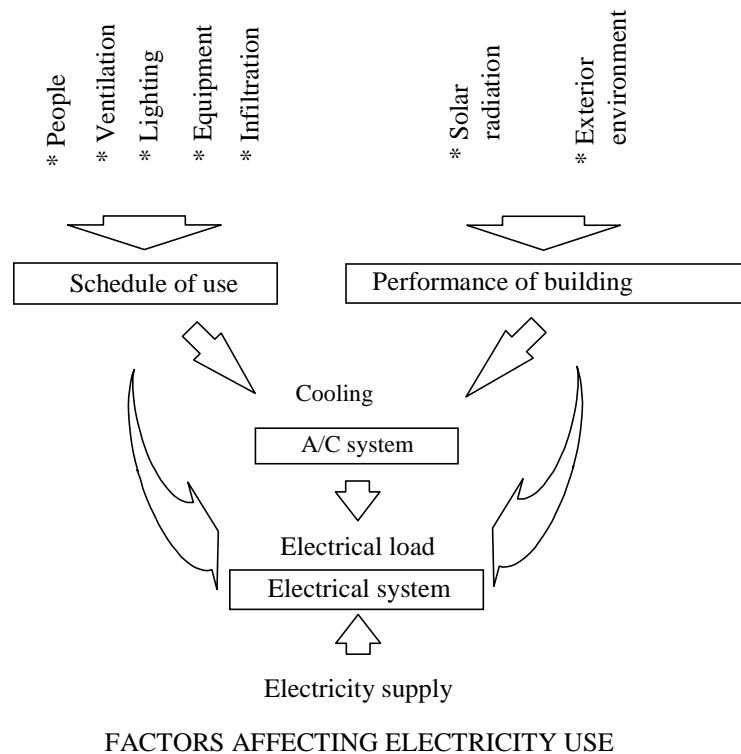 * People
* Ventilation
* Lighting
* Equipment
* Infiltration
* Solar
radiation
* Exterior
environment
Schedule of use
Performance of building
Cooling
A/C system
Electrical load
Electrical system
Electricity supply
FACTORS AFFECTING ELECTRICITY USE